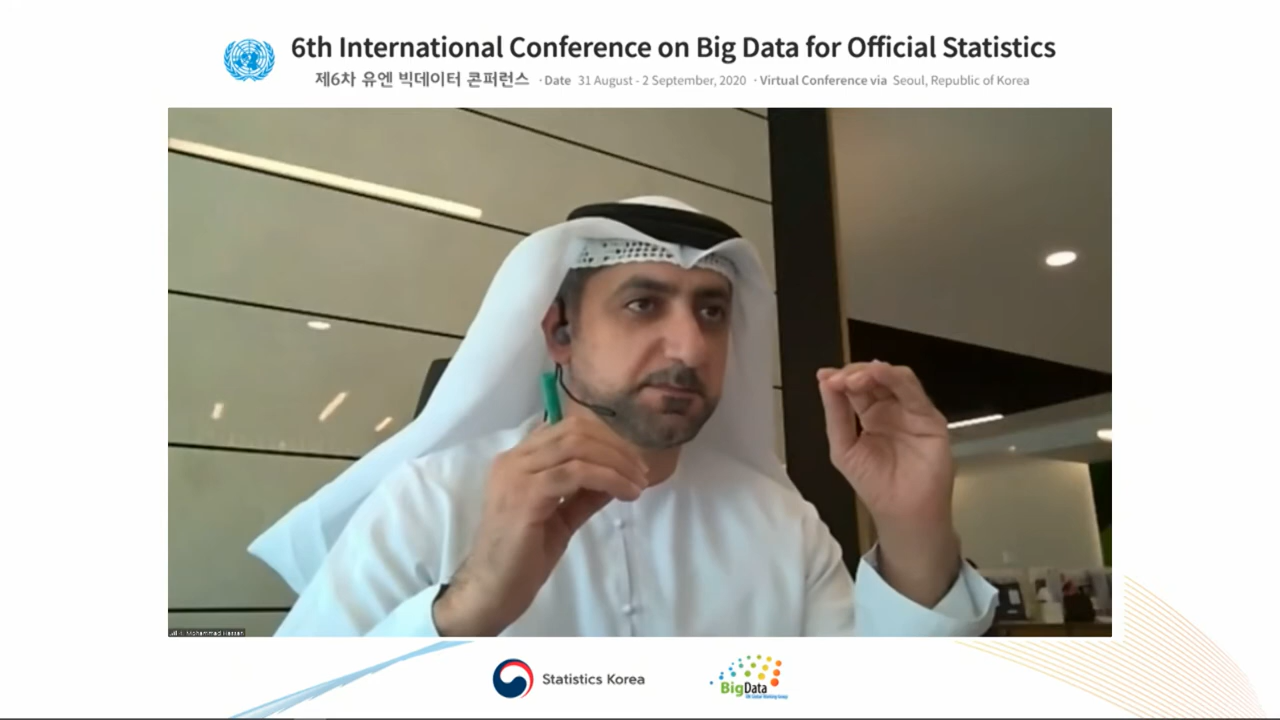 6th International Conference on Big Data for Official Statistics
제6차 유엔 빅데이터 콘퍼런스 · Date 31 August - 2 September, 2020 · Virtual Conference via Seoul, Republic of Korea
Mohammad Hassan
Statistics Korea
BigData